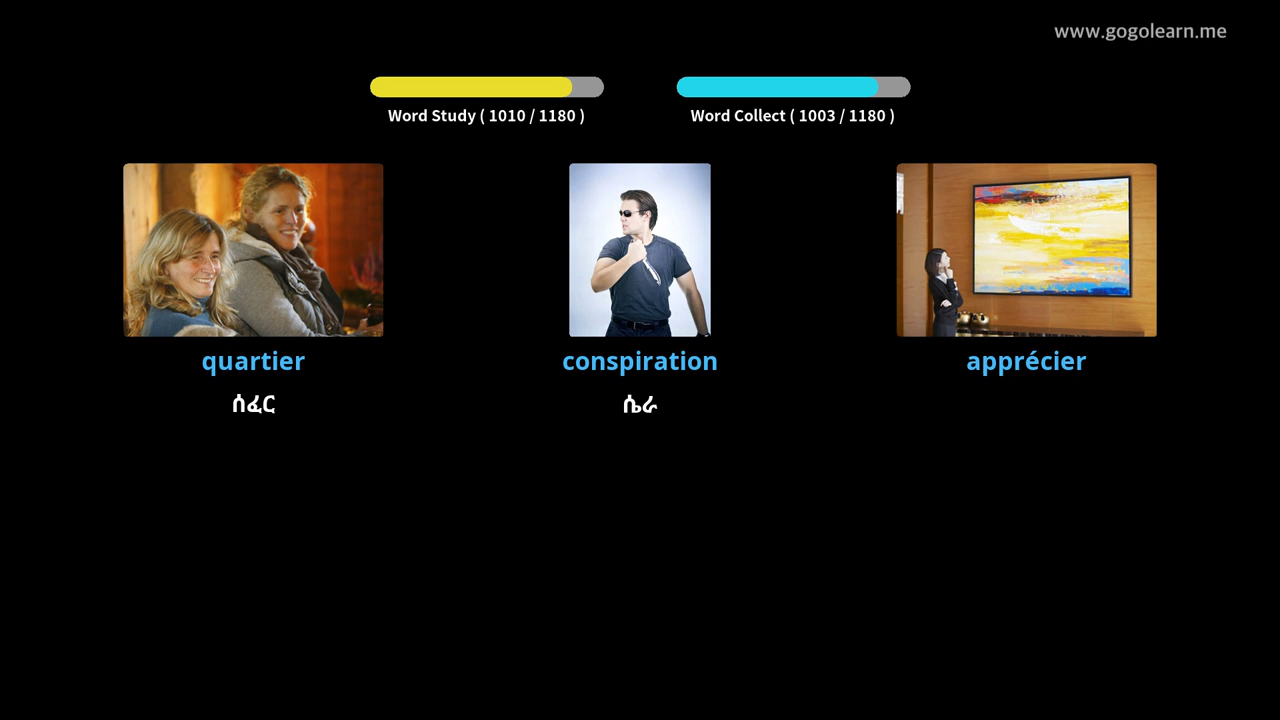 www.gogolearn.me
Word Study ( 1010 / 1180 )
Word Collect ( 1003 / 1180 )
quartier
conspiration
apprécier
ሰፈር
ሴራ